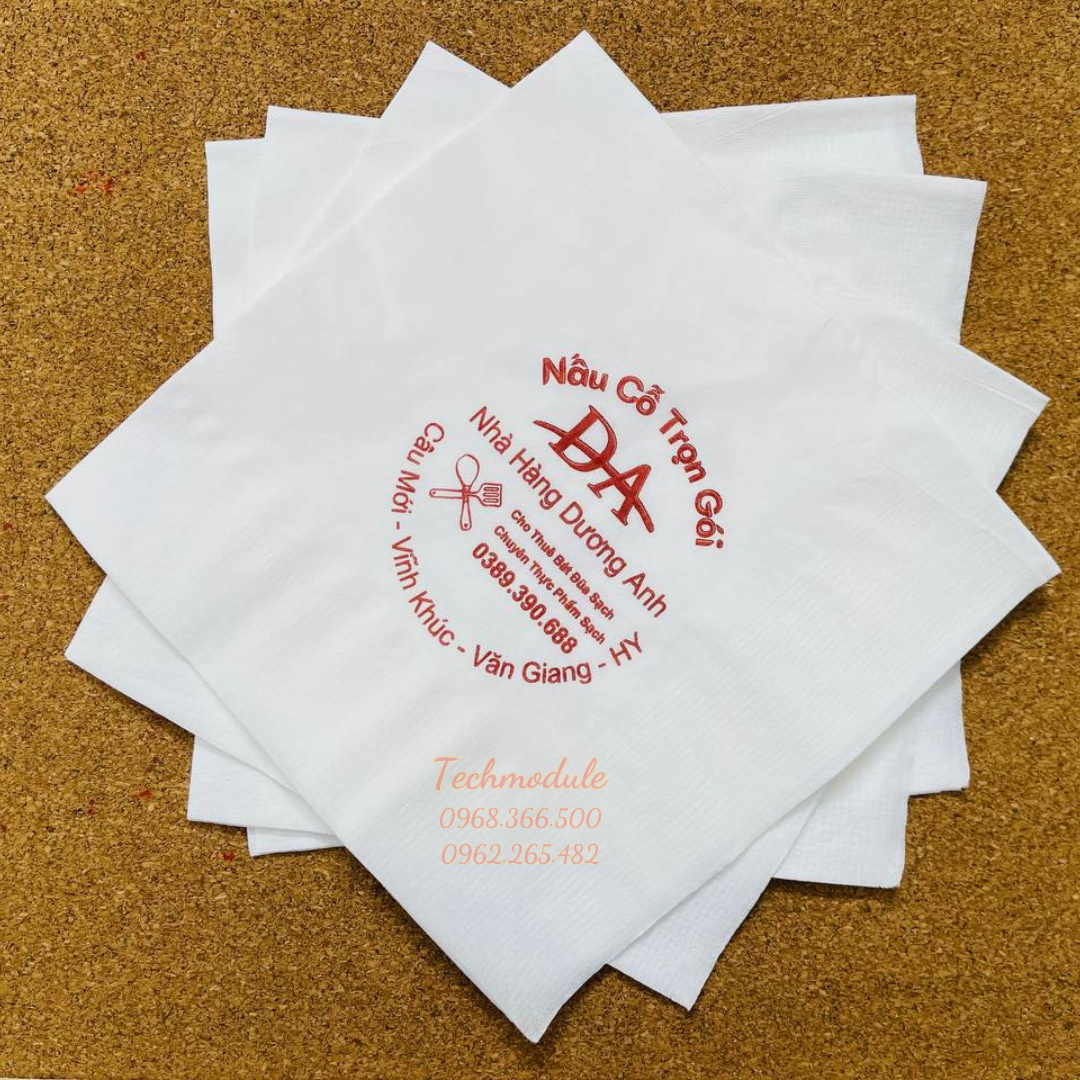 Nấu Cỗ Trọn Gói
DA
Nhà Hàng Dương Anh
Cho Thuê Bát Đũa Sạch
Chuyên Thực Phẩm Sạch
0389.390.688
Cầu Mới - Vĩnh Khúc - Văn Giang - HY
Techmodule
0968.366.500
0962.265.482